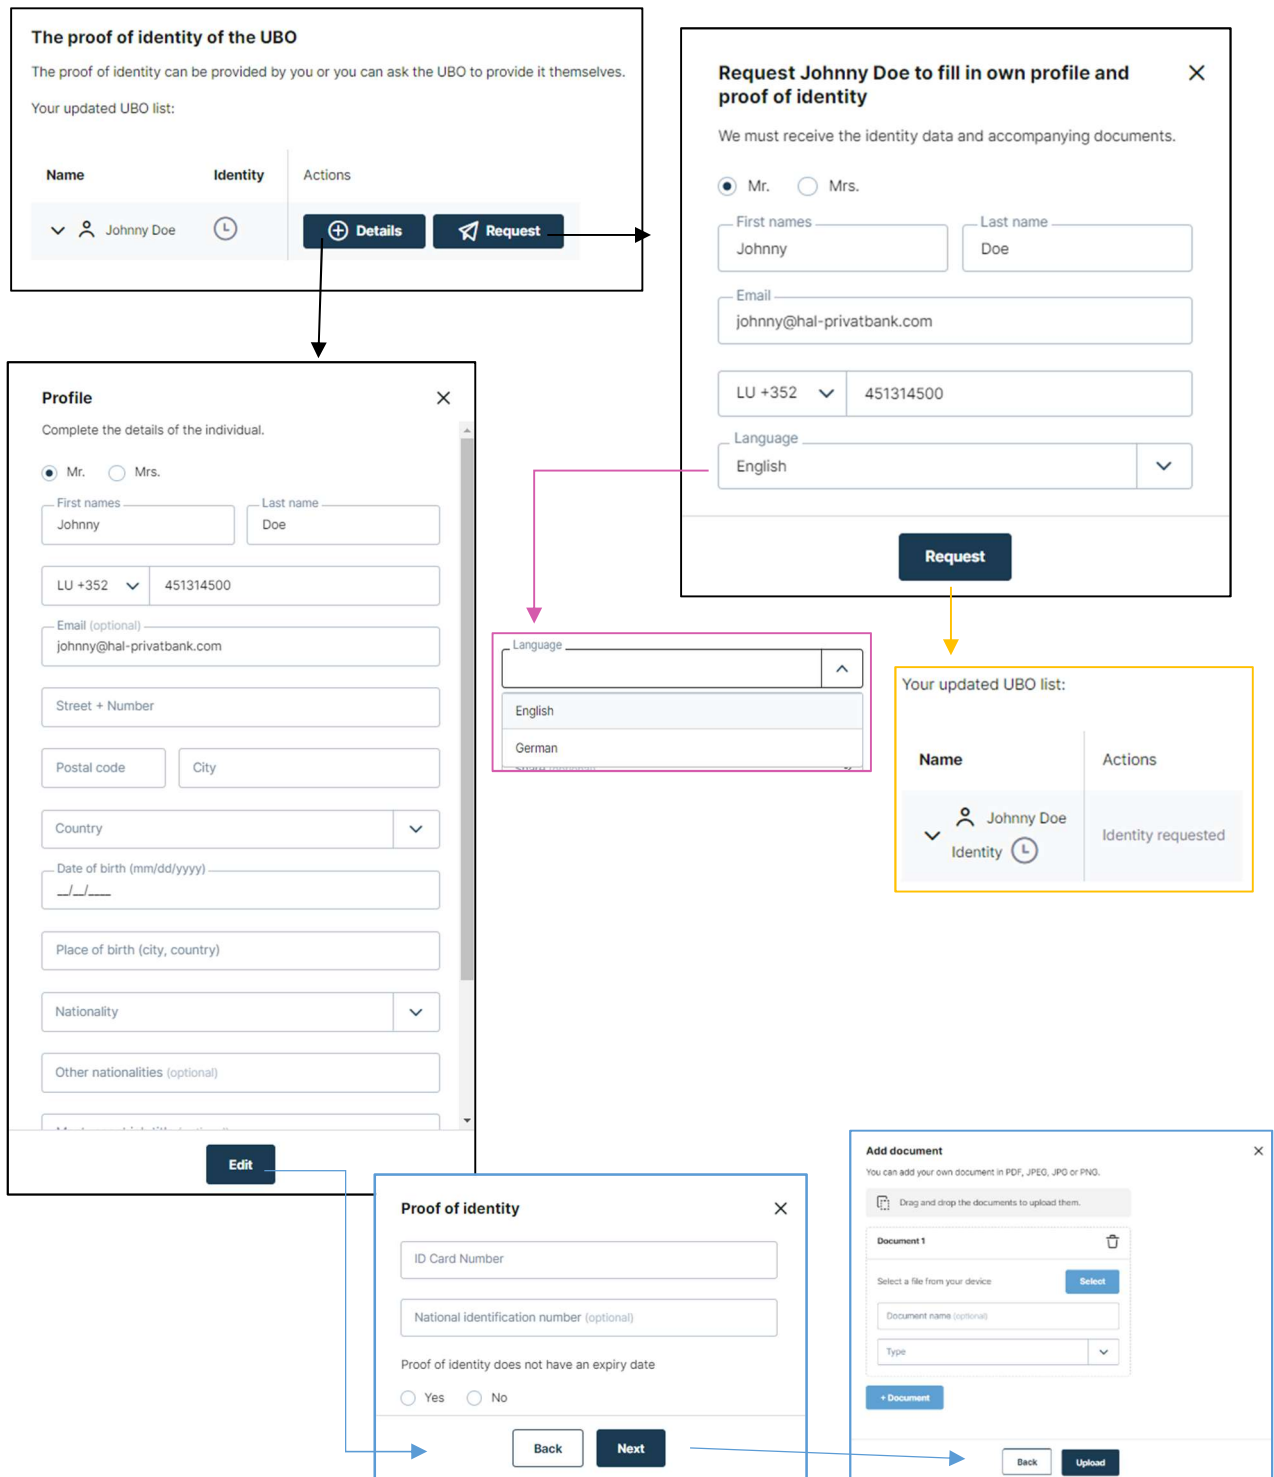 The proof of identity of the UBO
The proof of identity can be provided by you or you can ask the UBO to provide it themselves.
Your updated UBO list:
Name Identity Actions
Johnny Doe Details Request
Request Johnny Doe to fill in own profile and
proof of identity
We must receive the identity data and accompanying documents.
Mr. Mrs.
First names Last name
Johnny Doe
Email
johnny@hal-privatbank.com
LU +352 451314500
Language
English
Request
Profile
Complete the details of the individual.
Mr. Mrs.
First names Last name
Johnny Doe
LU +352 451314500
Email (optional)
johnny@hal-privatbank.com
Street + Number
Postal code City
Country
Date of birth (mm/dd/yyyy)
__/__/____
Place of birth (city, country)
Nationality
Other nationalities (optional)
Edit
Language
English
German
Your updated UBO list:
Name Actions
Johnny Doe
Identity Identity requested
Proof of identity
ID Card Number
National identification number (optional)
Proof of identity does not have an expiry date
Yes No
Back Next
Add document
You can add your own document in PDF, JPEG, JPG or PNG.
Drag and drop the documents to upload them.
Document 1
Select a file from your device Select
Document name (optional)
Type
+ Document
Back Upload